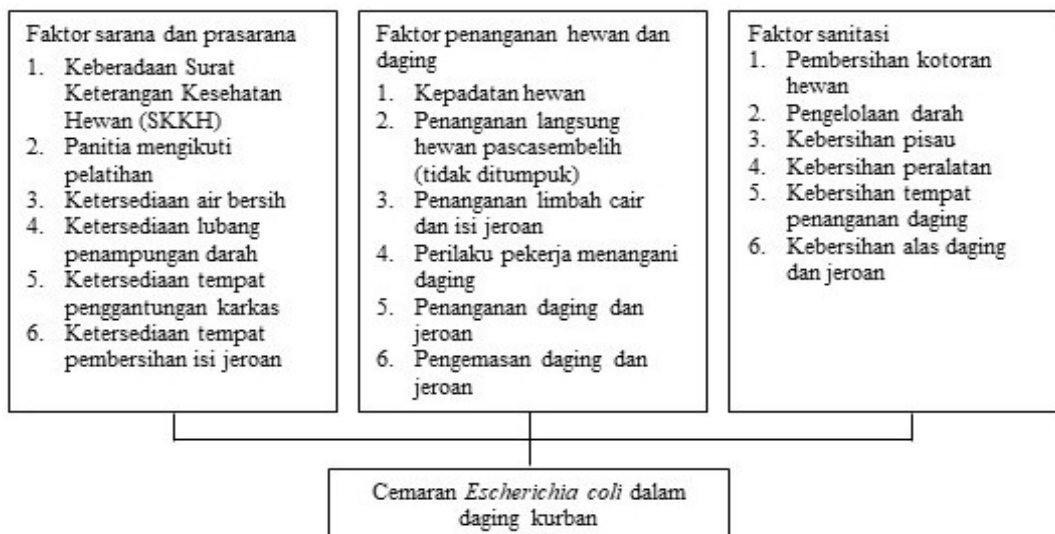 Faktor sarana dan prasarana
1. Keberadaan Surat
Keterangan Kesehatan
Hewan (SKKH)
2. Panitia mengikuti
pelatihan
3. Ketersediaan air bersih
4. Ketersediaan lubang
penampungan darah
5. Ketersediaan tempat
penggantungan karkas
6. Ketersediaan tempat
pembersihan isi jeroan
Faktor penanganan hewan dan
daging
1. Kepadatan hewan
2. Penanganan langsung
hewan pascasembelih
(tidak ditumpuk)
3. Penanganan limbah cair
dan isi jeroan
4. Perilaku pekerja menangani
daging
5. Penanganan daging dan
jeroan
6. Pengemasan daging dan
jeroan
Faktor sanitasi
1. Pembersihan kotoran
hewan
2. Pengelolaan darah
3. Kebersihan pisau
4. Kebersihan peralatan
5. Kebersihan tempat
penanganan daging
6. Kebersihan alas daging
dan jeroan
Cemaran Escherichia coli dalam
daging kurban